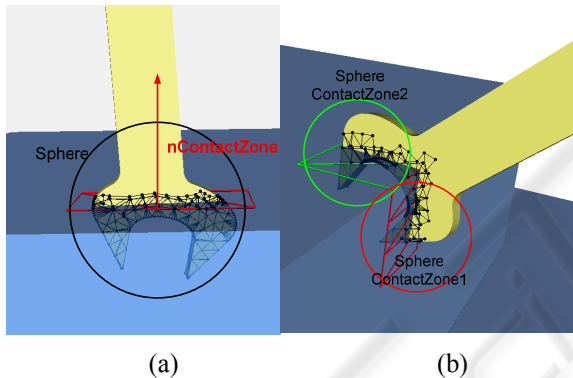 Sphere
nContactZone
Sphere
ContactZone2
Sphere
ContactZone1
(a)
(b)